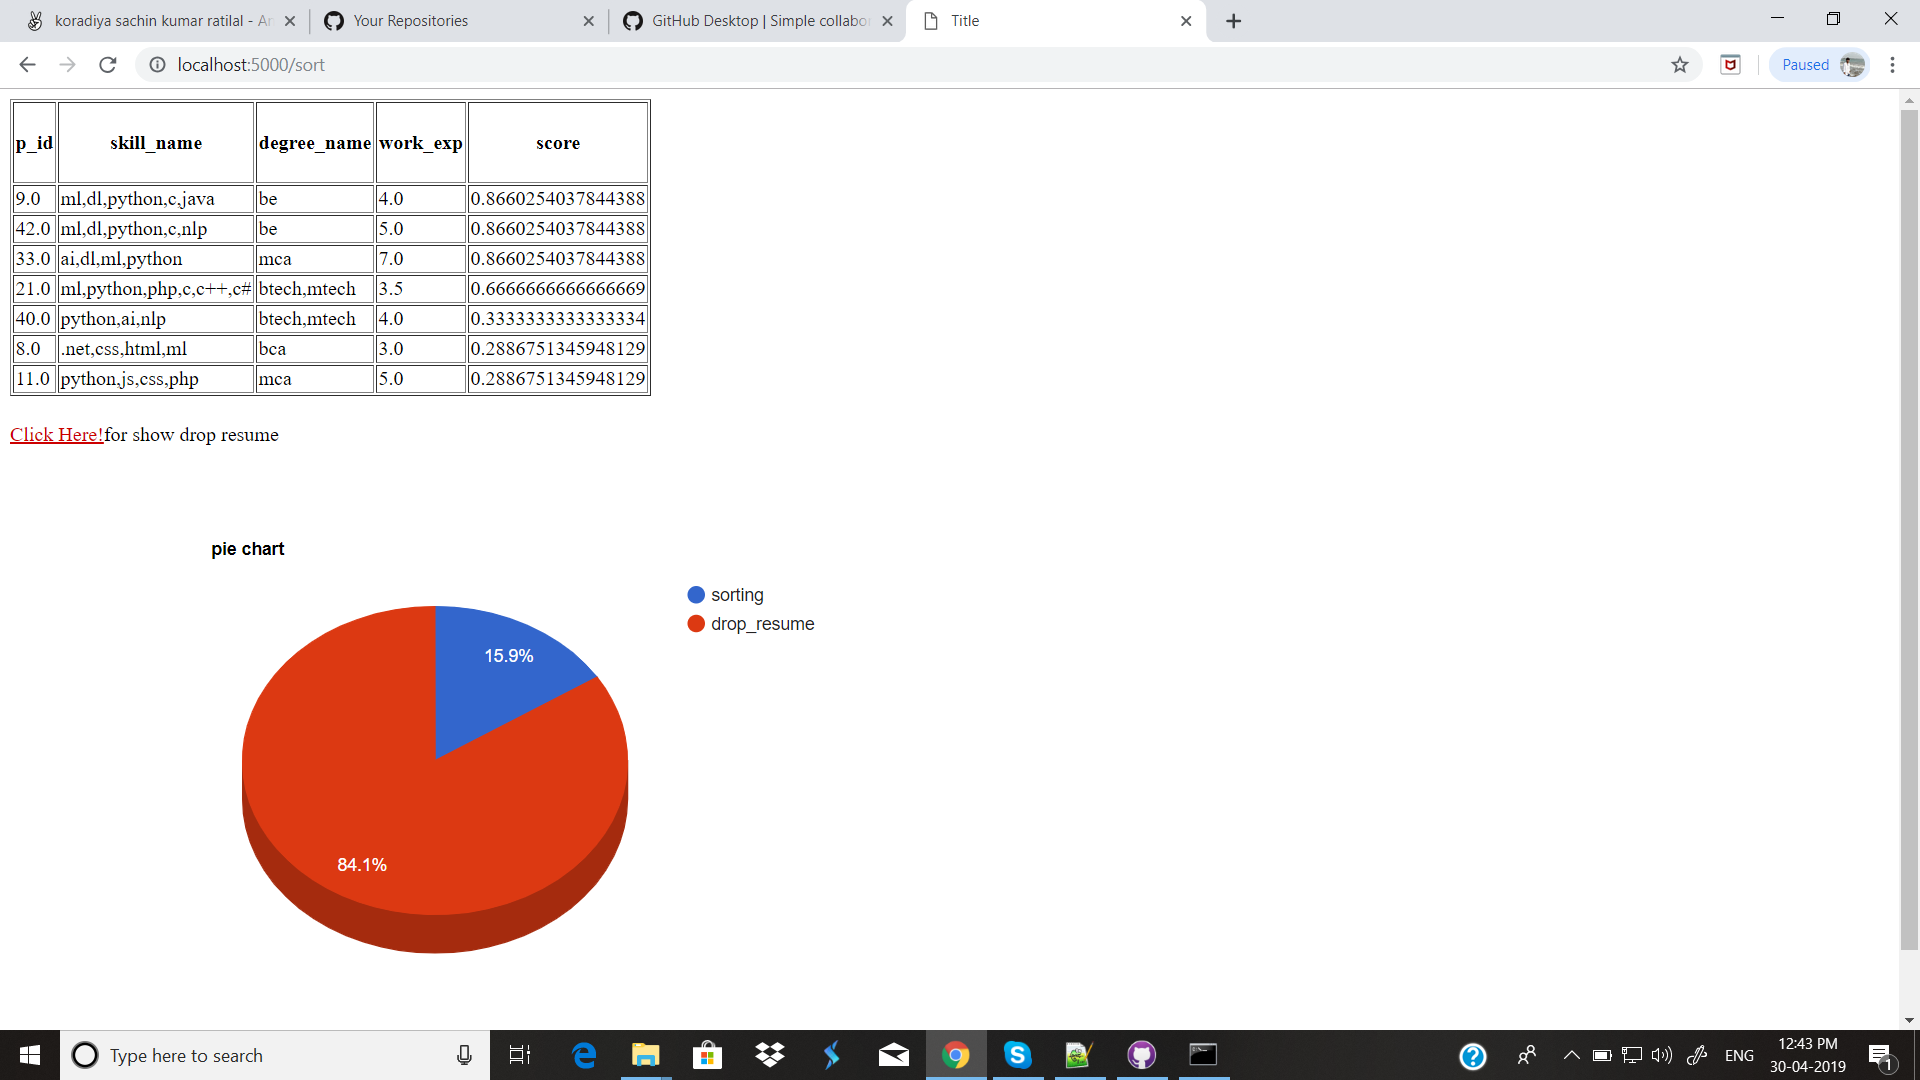 koradiya sachin kumar ratilal - An
Your Repositories
GitHub Desktop | Simple collabor
Title
localhost:5000/sort
Paused
p_id skill_name degree_name work_exp score
9.0 ml,dl,python,c,java be 4.0 0.8660254037844388
42.0 ml,dl,python,c,nlp be 5.0 0.8660254037844388
33.0 ai,dl,ml,python mca 7.0 0.8660254037844388
21.0 ml,python,php,c,c++,c# btech,mtech 3.5 0.6666666666666669
40.0 python,ai,nlp btech,mtech 4.0 0.3333333333333334
8.0 .net,css,html,ml bca 3.0 0.2886751345948129
11.0 python,js,css,php mca 5.0 0.2886751345948129
Click Here!for show drop resume
pie chart
sorting
drop_resume
15.9%
84.1%
Type here to search
ENG
12:43 PM
30-04-2019
1